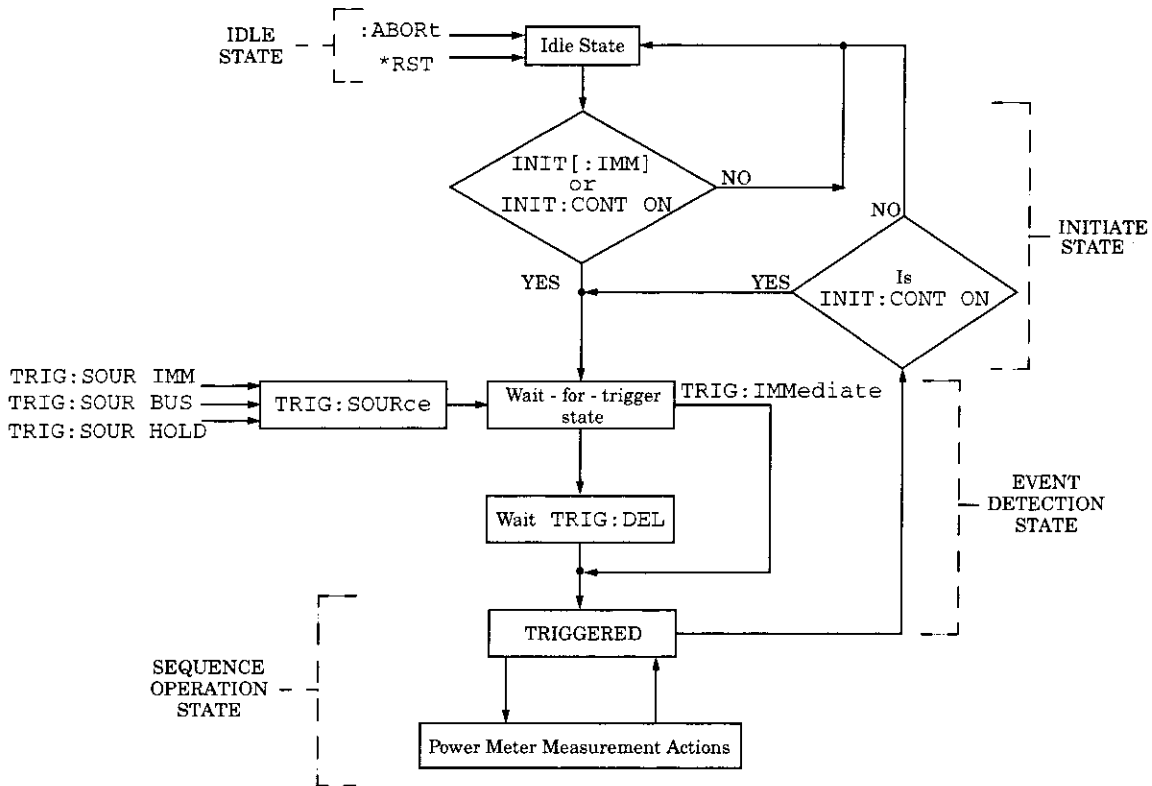 IDLE
STATE
:ABORt
*RST
Idle State
INIT[:IMM]
or
INIT:CONT ON
NO
YES
NO
YES
Is
INIT:CONT ON
INITIATE
STATE
TRIG:SOUR IMM
TRIG:SOUR BUS
TRIG:SOUR HOLD
TRIG:SOURce
Wait - for - trigger
state
TRIG:IMMediate
Wait TRIG:DEL
EVENT
DETECTION
STATE
TRIGGERED
SEQUENCE
OPERATION
STATE
Power Meter Measurement Actions